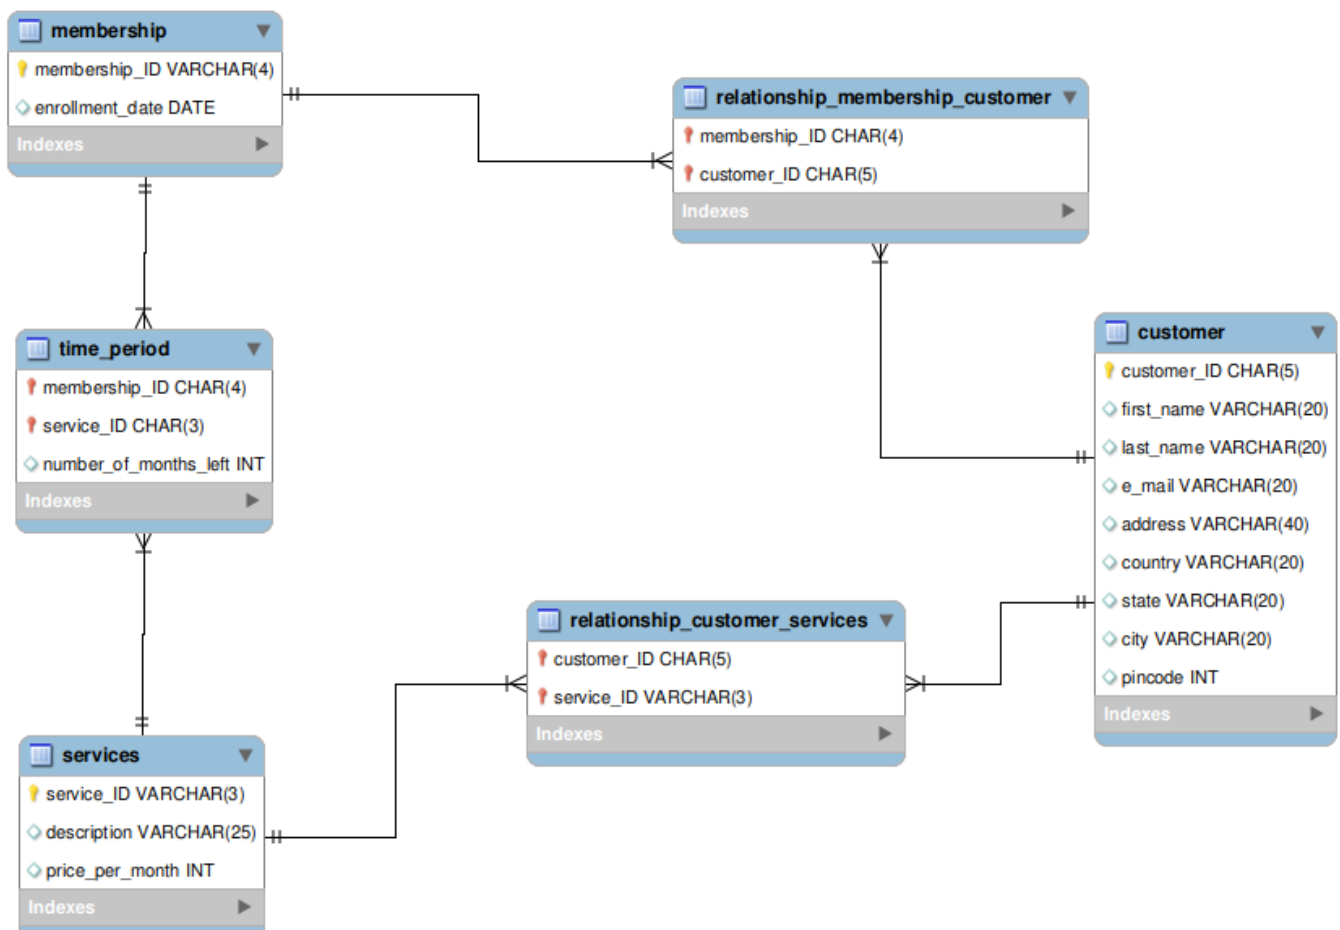 membership
membership_ID VARCHAR(4)
enrollment_date DATE
Indexes
relationship_membership_customer
membership_ID CHAR(4)
customer_ID CHAR(5)
Indexes
time_period
membership_ID CHAR(4)
service_ID CHAR(3)
number_of_months_left INT
Indexes
customer
customer_ID CHAR(5)
first_name VARCHAR(20)
last_name VARCHAR(20)
e_mail VARCHAR(20)
address VARCHAR(40)
country VARCHAR(20)
state VARCHAR(20)
city VARCHAR(20)
pincode INT
Indexes
relationship_customer_services
customer_ID CHAR(5)
service_ID VARCHAR(3)
Indexes
services
service_ID VARCHAR(3)
description VARCHAR(25)
price_per_month INT
Indexes